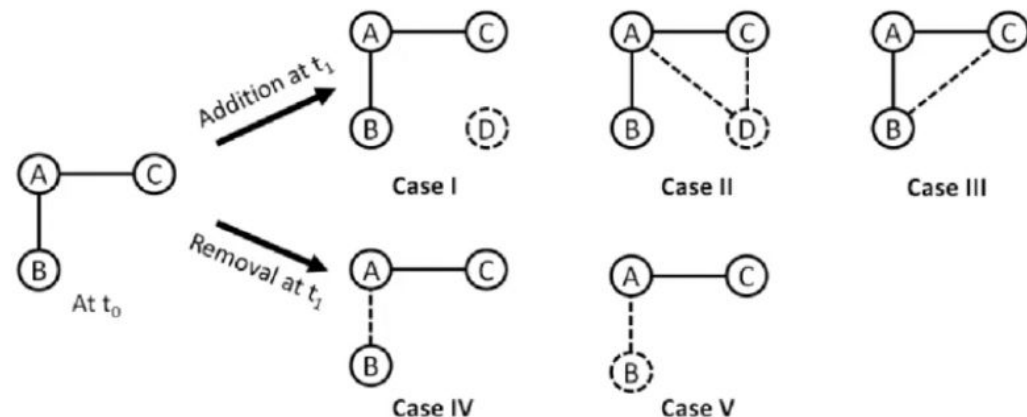 A C A C A C
Addition at t₁
B D B D B
A C
Case I Case II Case III
B
Removal at t₁
At t₀
A C A C
B B
Case IV Case V